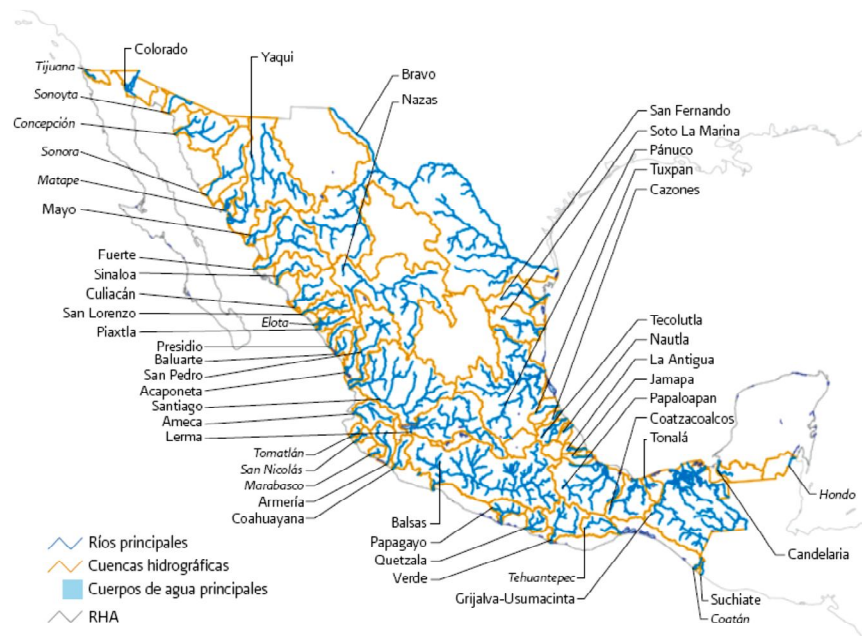 Colorado
Tijuana
Sonoyta
Concepción
Sonora
Matape
Mayo
Yaqui
Bravo
Nazas
San Fernando
Soto La Marina
Pánuco
Tuxpan
Cazones
Fuerte
Sinaloa
Culiacán
San Lorenzo
Elota
Piaxtla
Presidio
Baluarte
San Pedro
Acaponeta
Santiago
Ameca
Lerma
Tomatlán
San Nicolás
Marabasco
Armería
Coahuayana
Tecolutla
Nautla
La Antigua
Jamapa
Papaloapan
Coatzacoalcos
Tonalá
Hondo
Candelaria
Balsas
Papagayo
Quetzala
Verde
Tehuantepec
Grijalva-Usumacinta
Suchiate
Coatán
Ríos principales
Cuencas hidrográficas
Cuerpos de agua principales
RHA